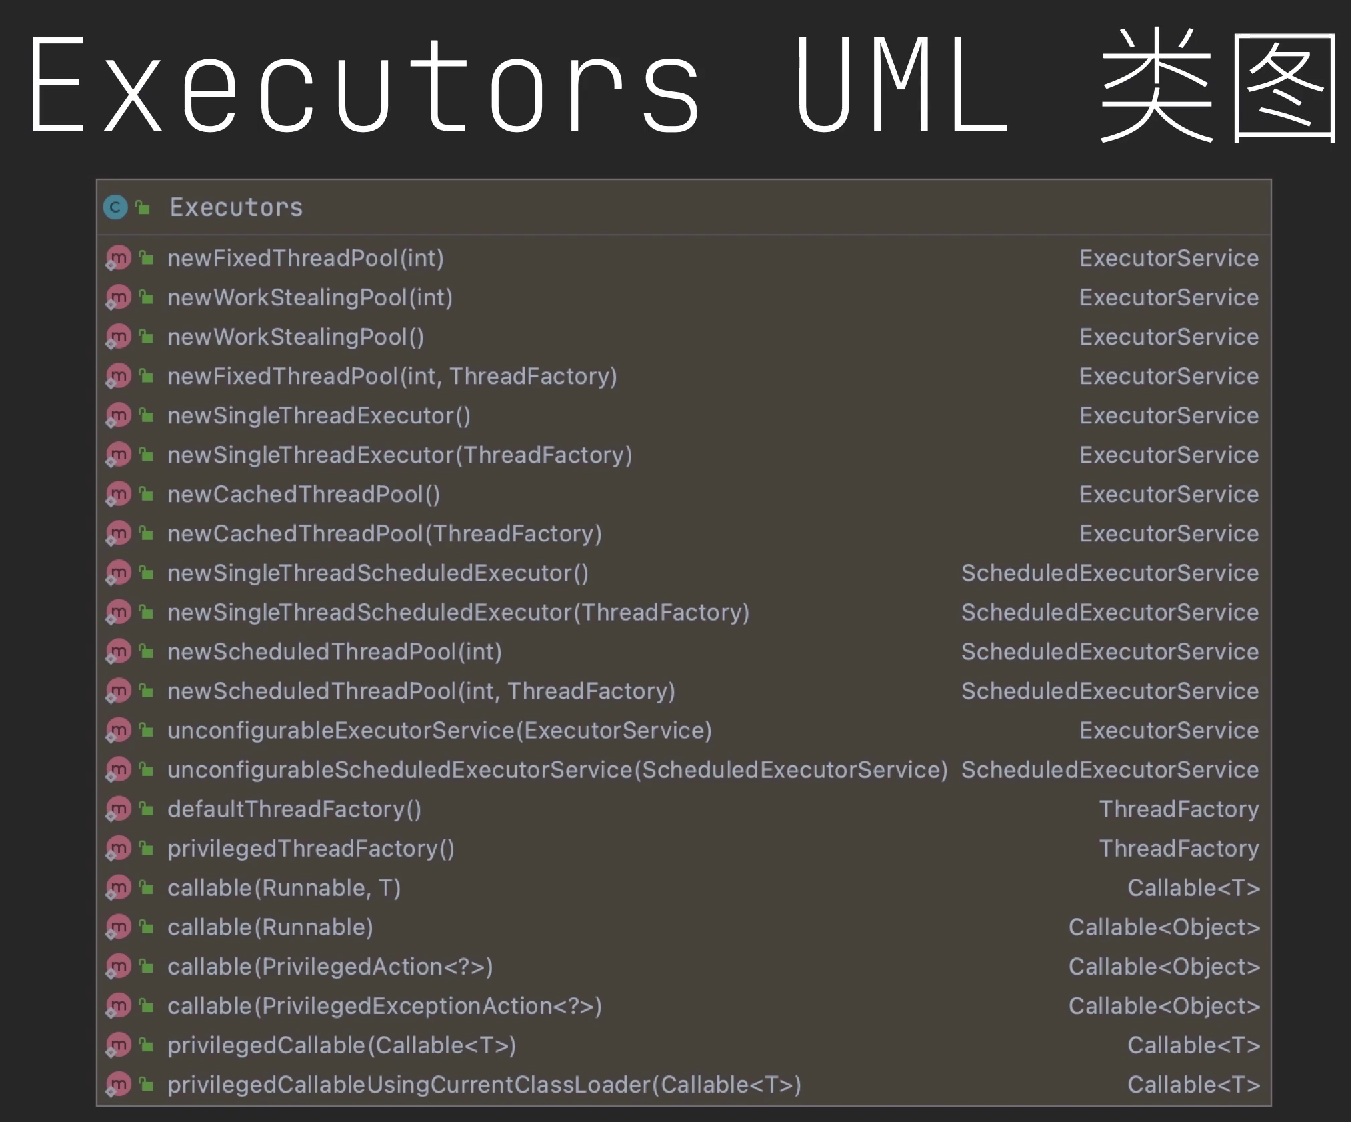 Executors UML 类图
C Executors
m newFixedThreadPool(int) ExecutorService
m newWorkStealingPool(int) ExecutorService
m newWorkStealingPool() ExecutorService
m newFixedThreadPool(int, ThreadFactory) ExecutorService
m newSingleThreadExecutor() ExecutorService
m newSingleThreadExecutor(ThreadFactory) ExecutorService
m newCachedThreadPool() ExecutorService
m newCachedThreadPool(ThreadFactory) ExecutorService
m newSingleThreadScheduledExecutor() ScheduledExecutorService
m newSingleThreadScheduledExecutor(ThreadFactory) ScheduledExecutorService
m newScheduledThreadPool(int) ScheduledExecutorService
m newScheduledThreadPool(int, ThreadFactory) ScheduledExecutorService
m unconfigurableExecutorService(ExecutorService) ExecutorService
m unconfigurableScheduledExecutorService(ScheduledExecutorService) ScheduledExecutorService
m defaultThreadFactory() ThreadFactory
m privilegedThreadFactory() ThreadFactory
m callable(Runnable, T) Callable<T>
m callable(Runnable) Callable<Object>
m callable(PrivilegedAction<?>) Callable<Object>
m callable(PrivilegedExceptionAction<?>) Callable<Object>
m privilegedCallable(Callable<T>) Callable<T>
m privilegedCallableUsingCurrentClassLoader(Callable<T>) Callable<T>